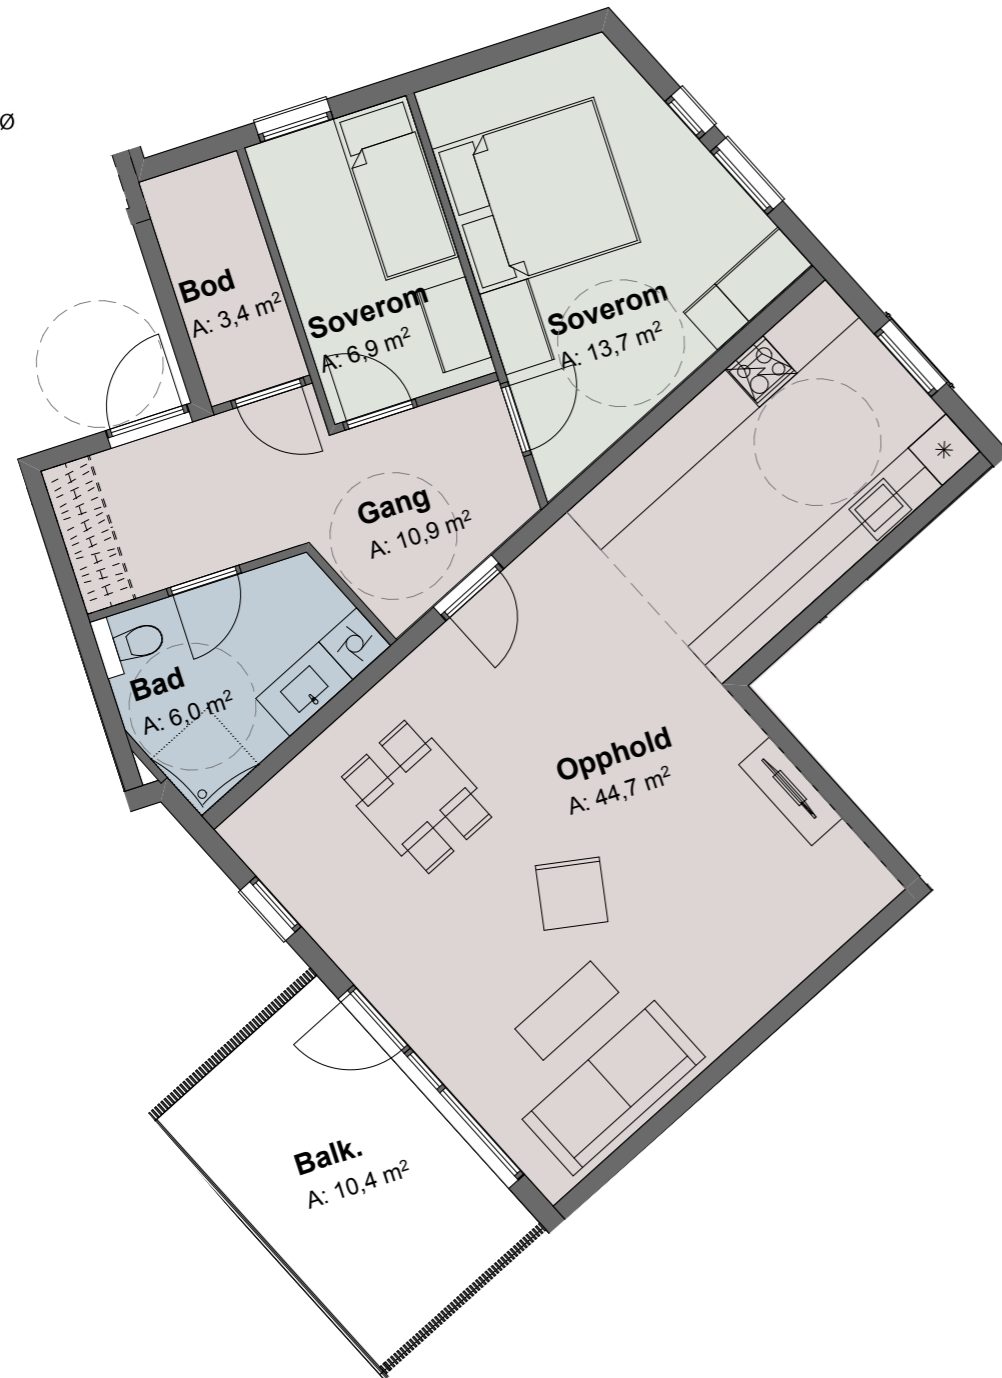 Ø
Bod
A: 3,4 m²
Soverom
A: 6,9 m²
Soverom
A: 13,7 m²
Gang
A: 10,9 m²
Bad
A: 6,0 m²
Opphold
A: 44,7 m²
Balk.
A: 10,4 m²